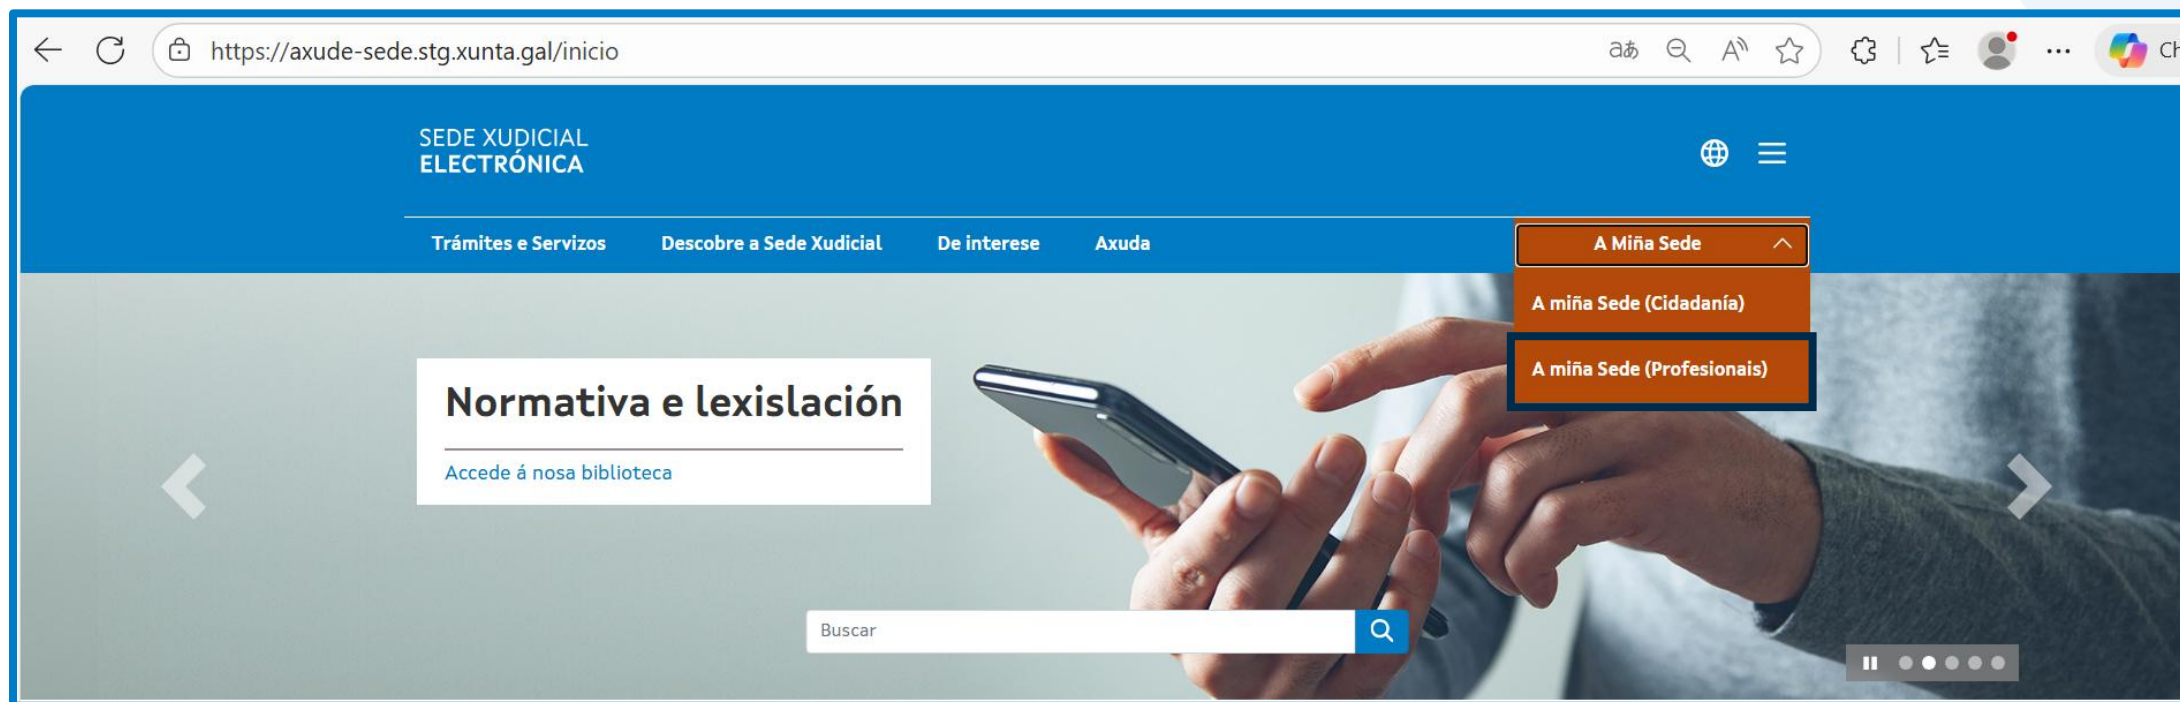 https://axude-sede.stg.xunta.gal/inicio
SEDE XUDICIAL
ELECTRÓNICA
Trámites e Servizos
Descobre a Sede Xudicial
De interese
Axuda
A Miña Sede
A miña Sede (Cidadanía)
A miña Sede (Profesionais)
Normativa e lexislación
Accede á nosa biblioteca
Buscar